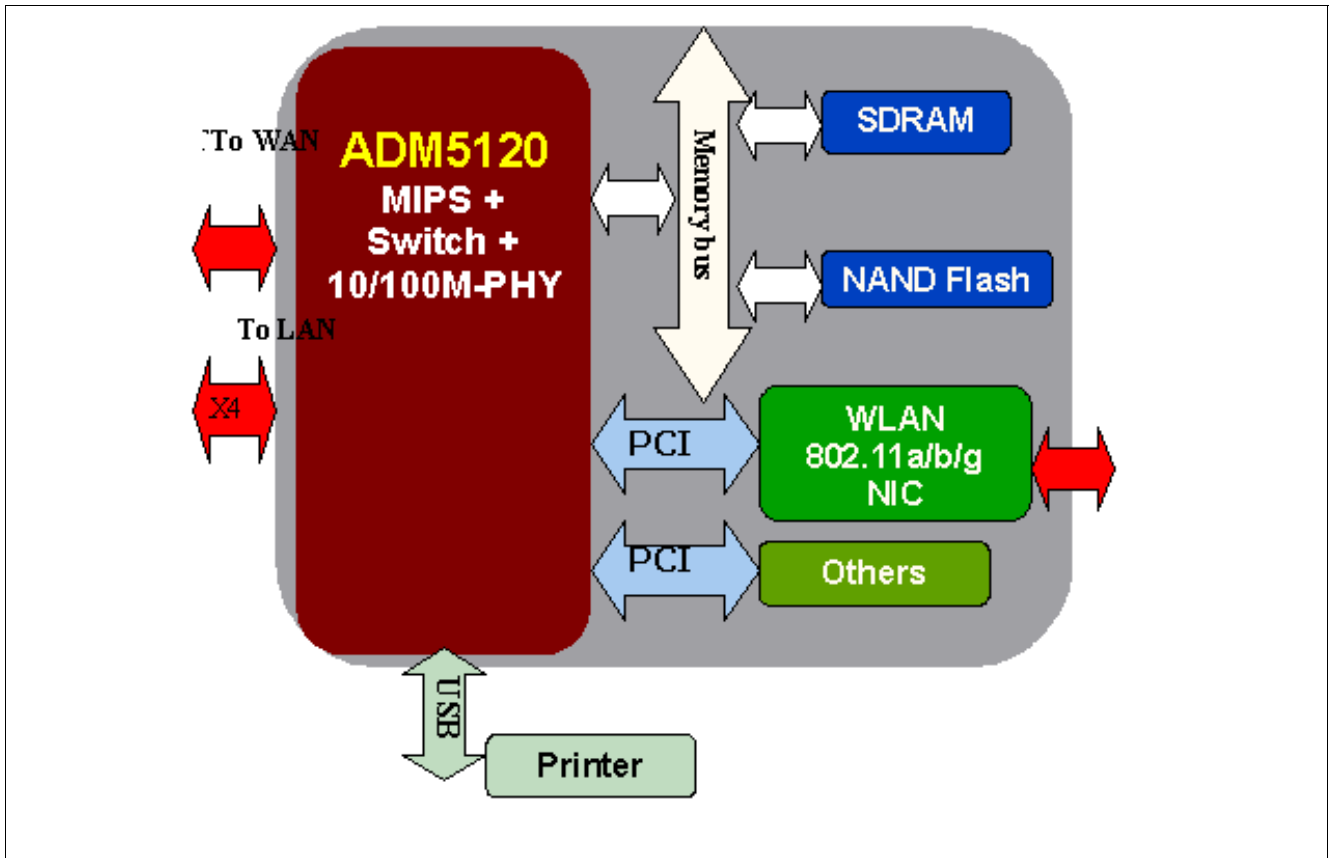 To WAN
ADM5120
MIPS +
Switch +
10/100M-PHY
To LAN
X4
Memory bus
SDRAM
NAND Flash
PCI
WLAN
802.11a/b/g
NIC
PCI
Others
USB
Printer